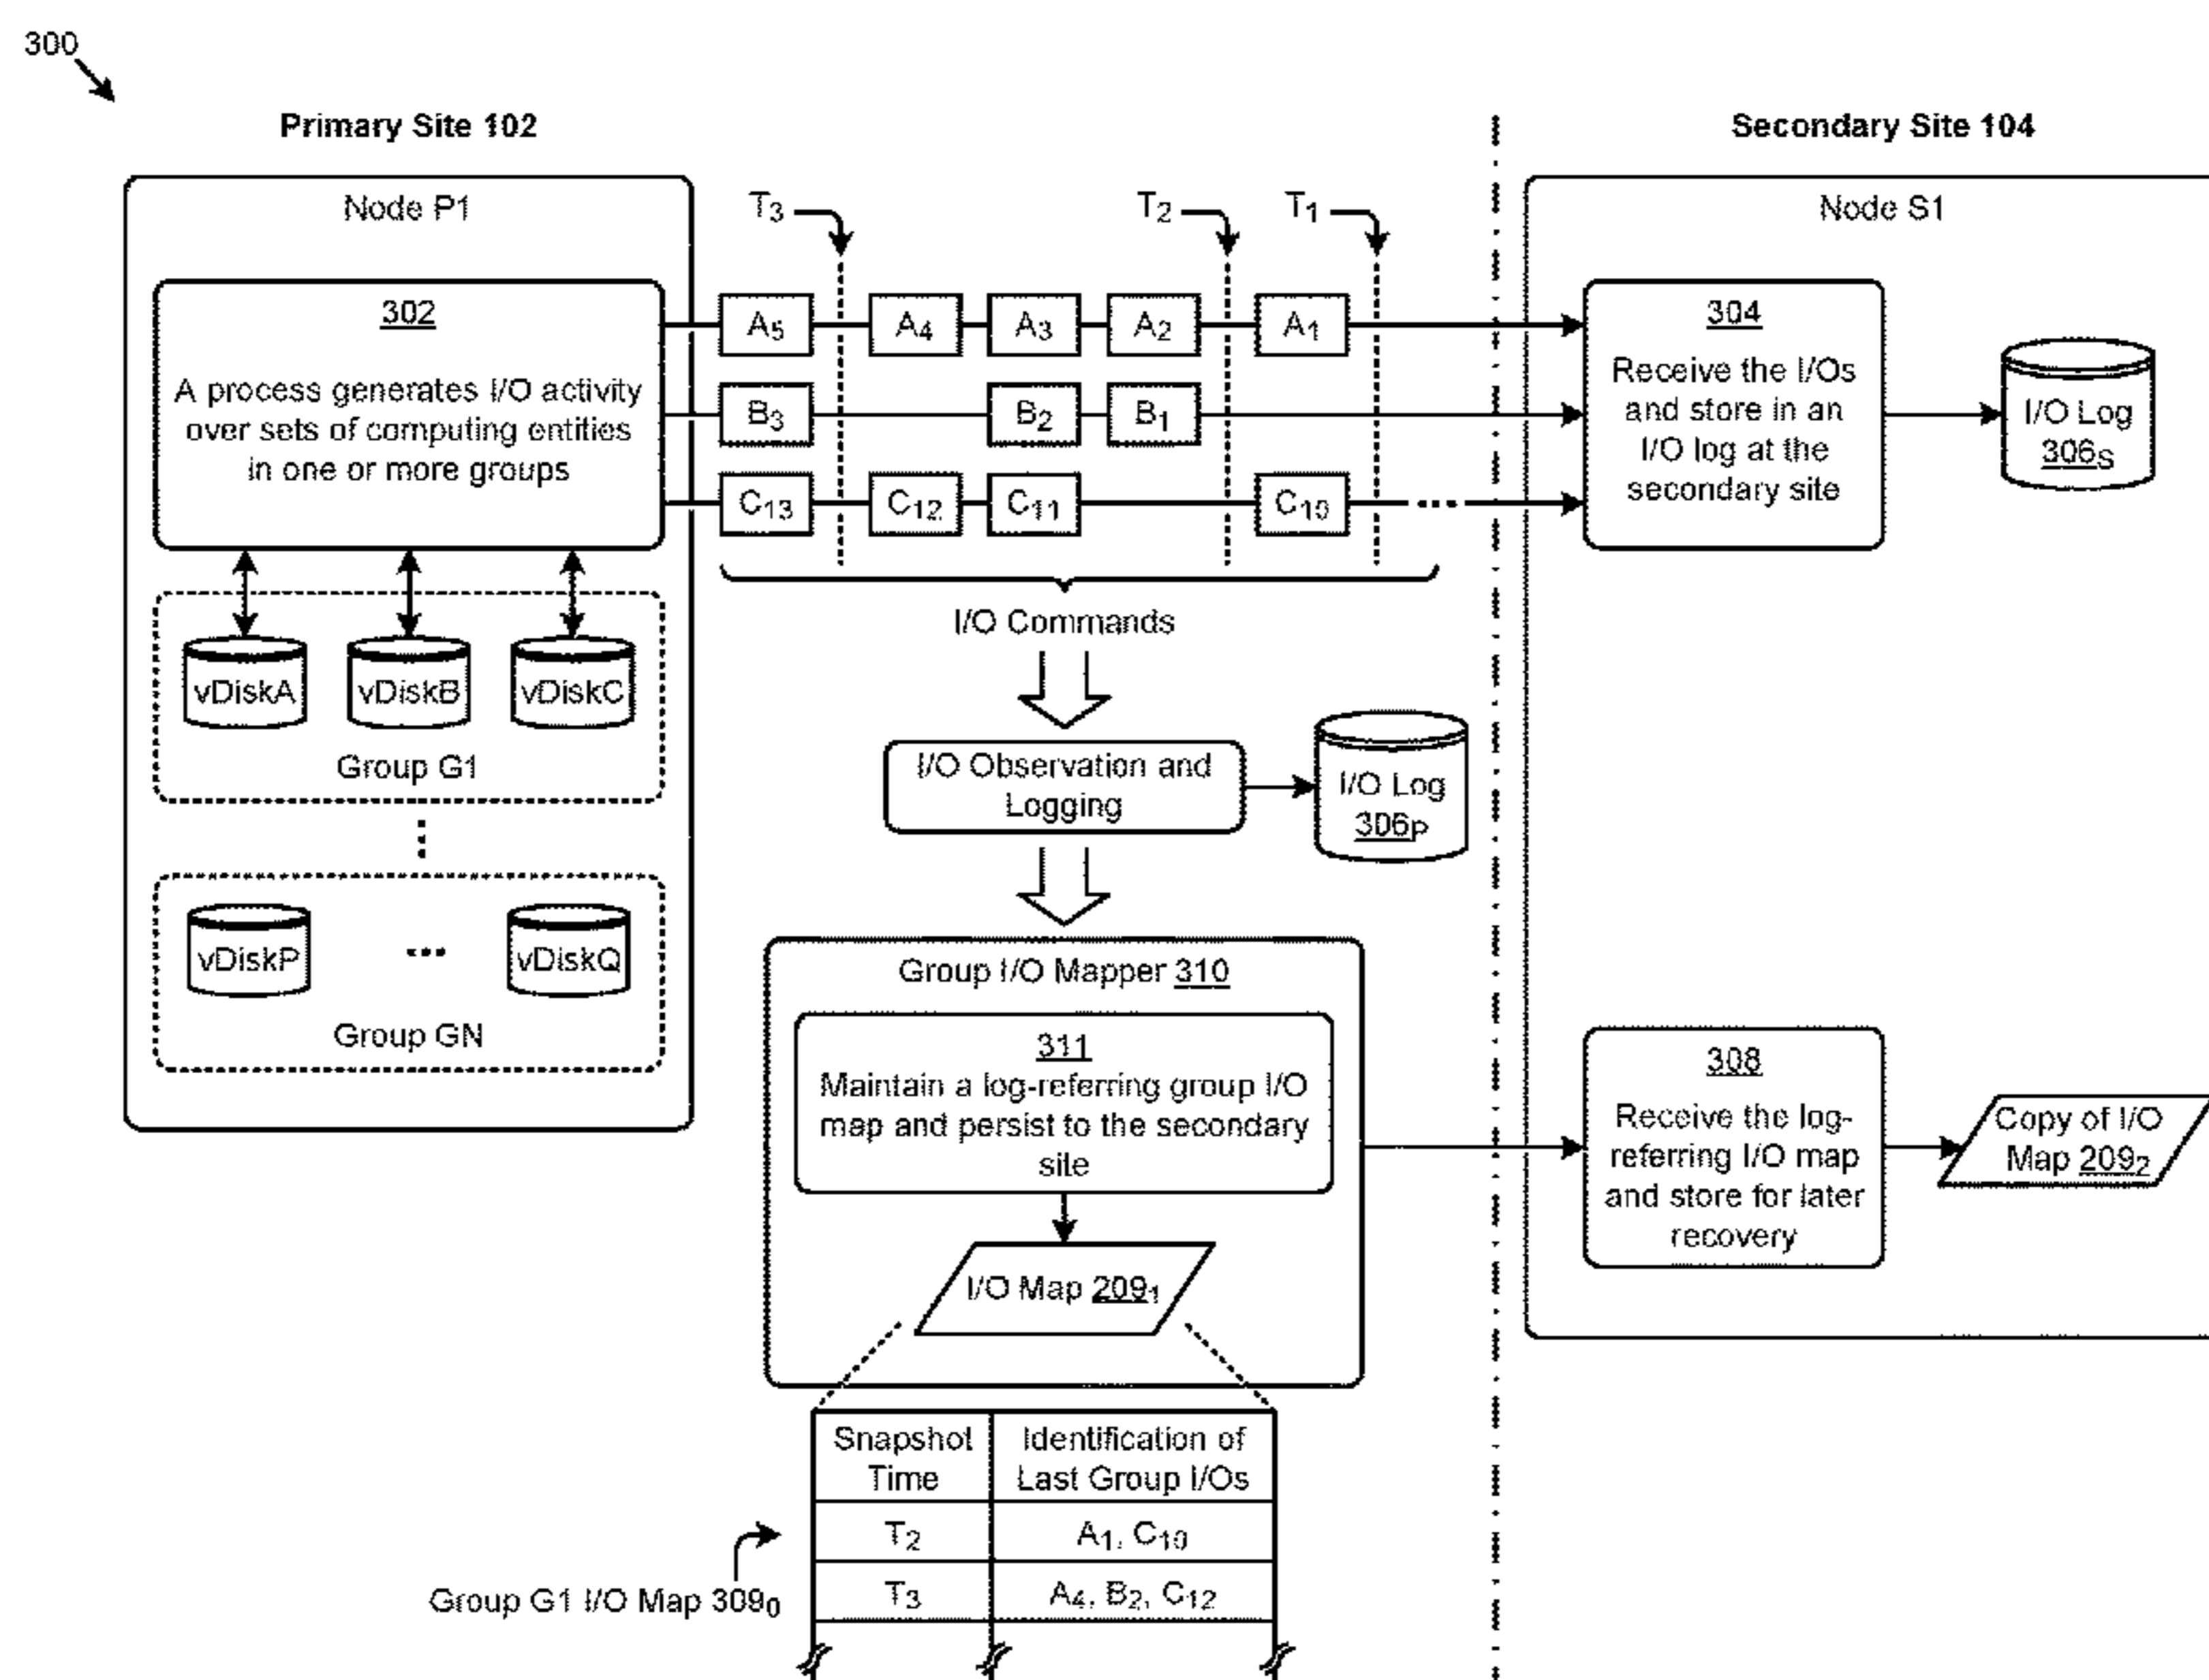 300
Primary Site 102
Secondary Site 104
Node P1
T3
T2
T1
Node S1
302
A process generates I/O activity
over sets of computing entities
in one or more groups
A5
A4
A3
A2
A1
B3
B2
B1
C13
C12
C11
C10
...
304
Receive the I/Os
and store in an
I/O log at the
secondary site
I/O Log
306S
I/O Commands
vDiskA
vDiskB
vDiskC
Group G1
I/O Observation and
Logging
I/O Log
306P
vDiskP
...
vDiskQ
Group GN
Group I/O Mapper 310
311
Maintain a log-referring group I/O
map and persist to the secondary
site
I/O Map 2091
308
Receive the log-
referring I/O map
and store for later
recovery
Copy of I/O
Map 2092
Snapshot
Time
Identification of
Last Group I/Os
T2
A1, C10
Group G1 I/O Map 3090
T3
A4, B2, C12